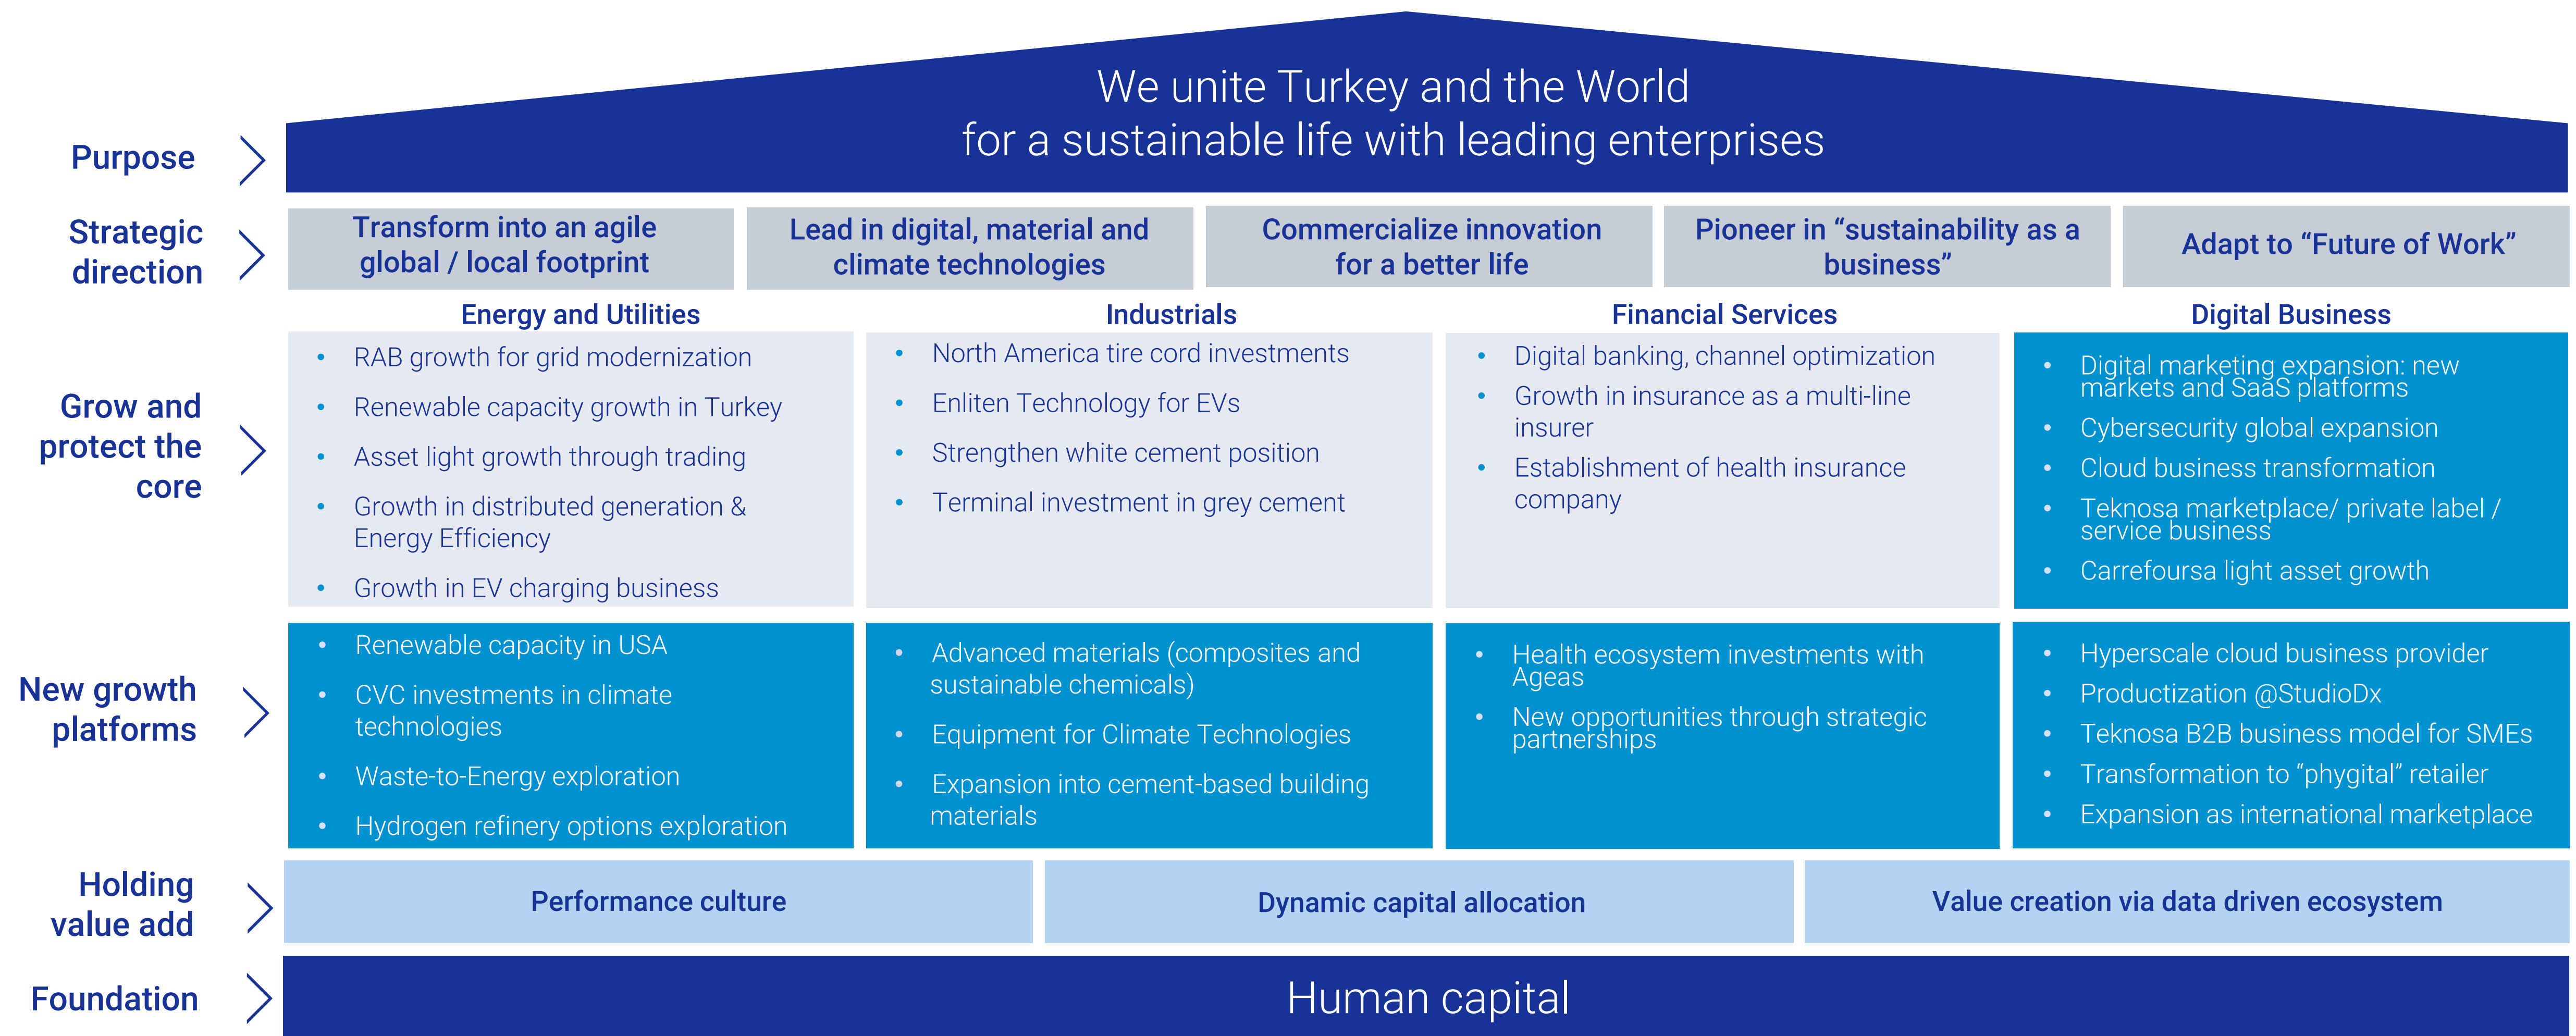 We unite Turkey and the World
for a sustainable life with leading enterprises
Purpose
Strategic
direction
Transform into an agile
global / local footprint
Lead in digital, material and
climate technologies
Commercialize innovation
for a better life
Pioneer in “sustainability as a
business”
Adapt to “Future of Work”
Energy and Utilities
Industrials
Financial Services
Digital Business
Grow and
protect the
core
• RAB growth for grid modernization
• Renewable capacity growth in Turkey
• Asset light growth through trading
• Growth in distributed generation &
Energy Efficiency
• Growth in EV charging business
• North America tire cord investments
• Enliten Technology for EVs
• Strengthen white cement position
• Terminal investment in grey cement
• Digital banking, channel optimization
• Growth in insurance as a multi-line
insurer
• Establishment of health insurance
company
• Digital marketing expansion: new
markets and SaaS platforms
• Cybersecurity global expansion
• Cloud business transformation
• Teknosa marketplace/ private label /
service business
• Carrefoursa light asset growth
New growth
platforms
• Renewable capacity in USA
• CVC investments in climate
technologies
• Waste-to-Energy exploration
• Hydrogen refinery options exploration
• Advanced materials (composites and
sustainable chemicals)
• Equipment for Climate Technologies
• Expansion into cement-based building
materials
• Health ecosystem investments with
Ageas
• New opportunities through strategic
partnerships
• Hyperscale cloud business provider
• Productization @StudioDx
• Teknosa B2B business model for SMEs
• Transformation to “phygital” retailer
• Expansion as international marketplace
Holding
value add
Performance culture
Dynamic capital allocation
Value creation via data driven ecosystem
Foundation
Human capital